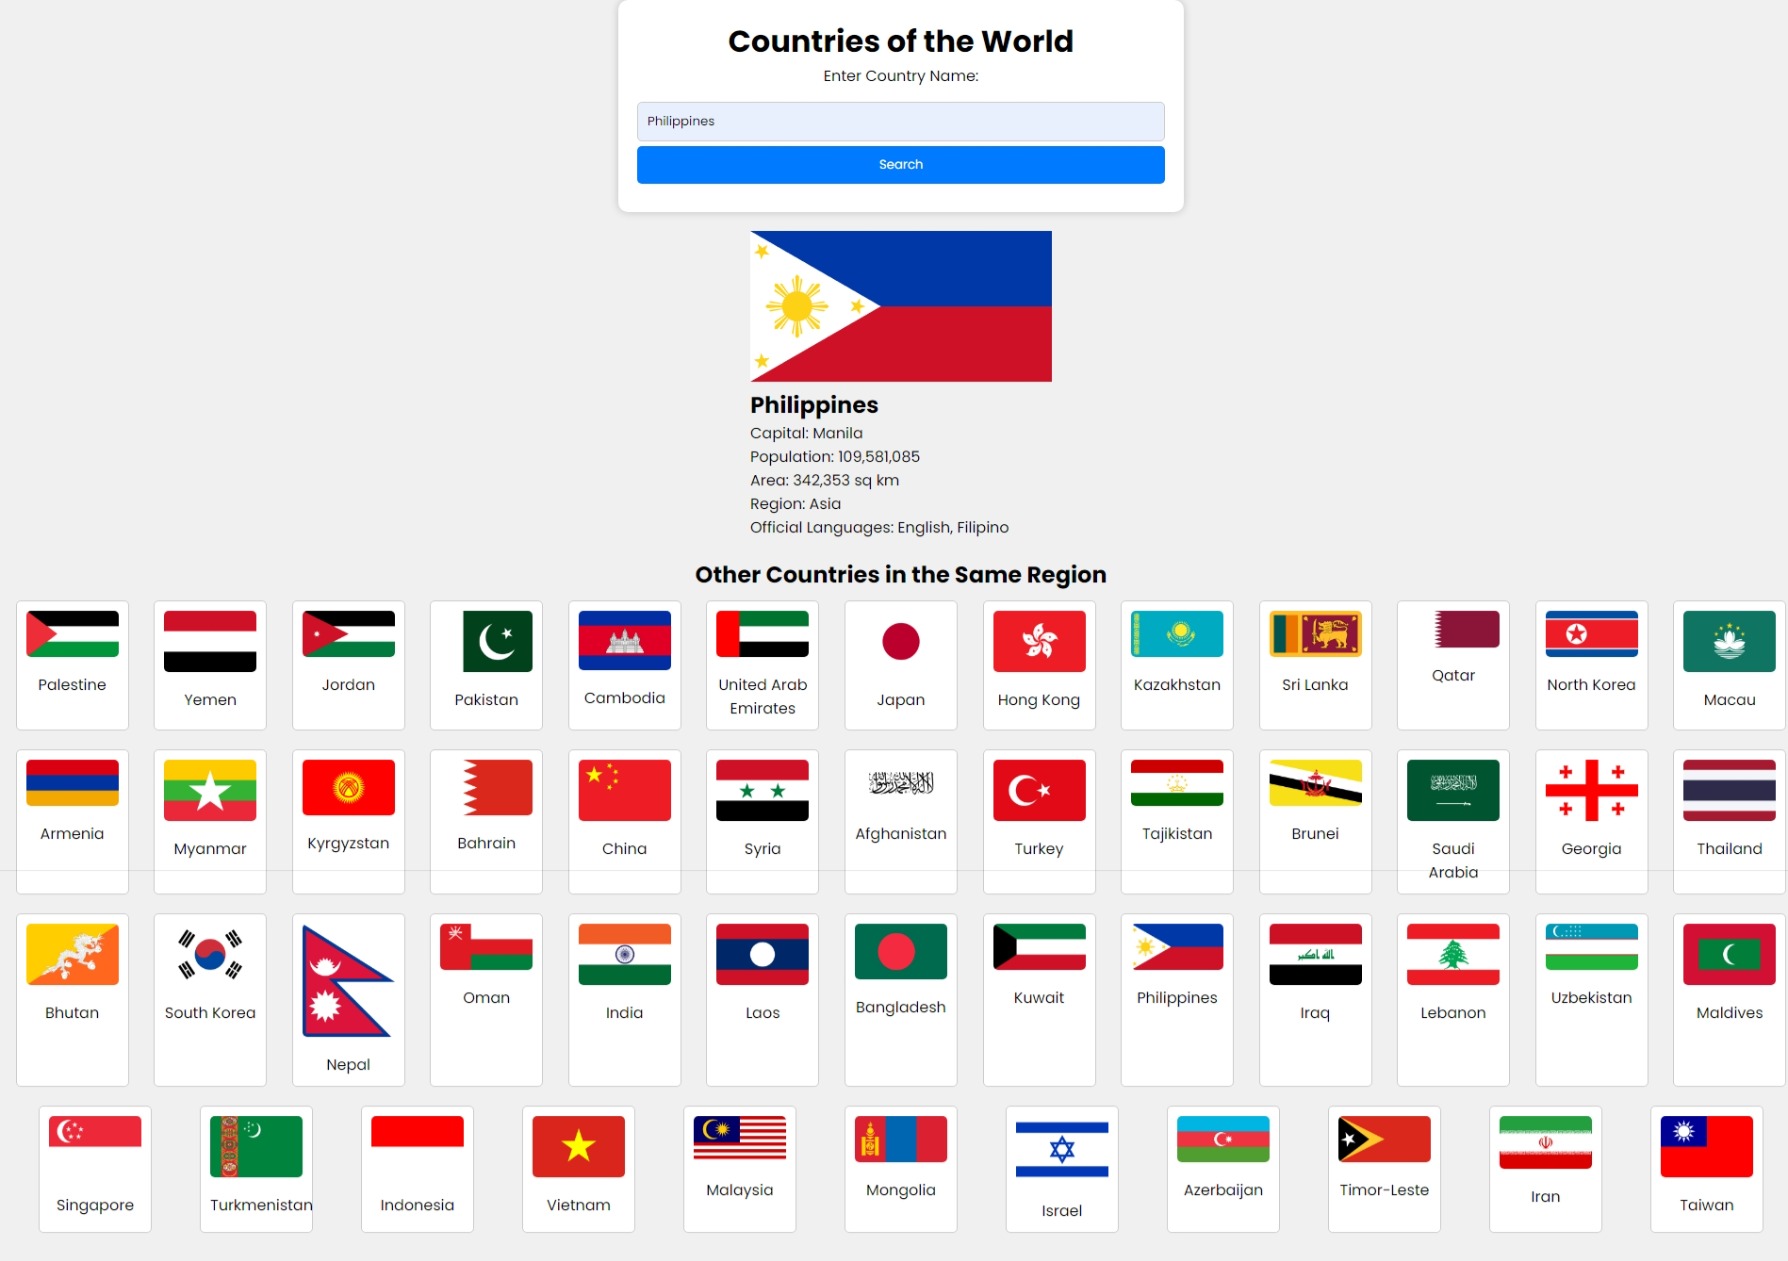 Countries of the World
Enter Country Name:
Philippines
Search
Philippines
Capital: Manila
Population: 109,581,085
Area: 342,353 sq km
Region: Asia
Official Languages: English, Filipino
Other Countries in the Same Region
Palestine
Yemen
Jordan
Pakistan
Cambodia
United Arab
Emirates
Japan
Hong Kong
Kazakhstan
Sri Lanka
Qatar
North Korea
Macau
Armenia
Myanmar
Kyrgyzstan
Bahrain
China
Syria
Afghanistan
Turkey
Tajikistan
Brunei
Saudi
Arabia
Georgia
Thailand
Bhutan
South Korea
Nepal
Oman
India
Laos
Bangladesh
Kuwait
Philippines
الله اكبر
Iraq
Lebanon
Uzbekistan
Maldives
Singapore
Turkmenistan
Indonesia
Vietnam
Malaysia
Mongolia
Israel
Azerbaijan
Timor-Leste
Iran
Taiwan